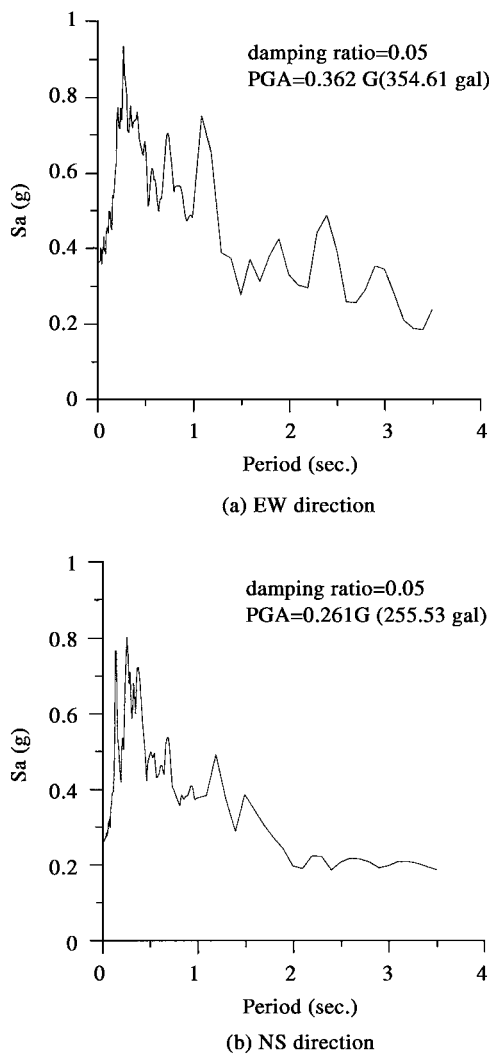 1
damping ratio=0.05
PGA=0.362 G(354.61 gal)
0.8
0.6
Sa (g)
0.4
0.2
0
0 1 2 3 4
Period (sec.)
(a) EW direction
1
damping ratio=0.05
PGA=0.261G (255.53 gal)
0.8
0.6
Sa (g)
0.4
0.2
0
0 1 2 3 4
Period (sec.)
(b) NS direction